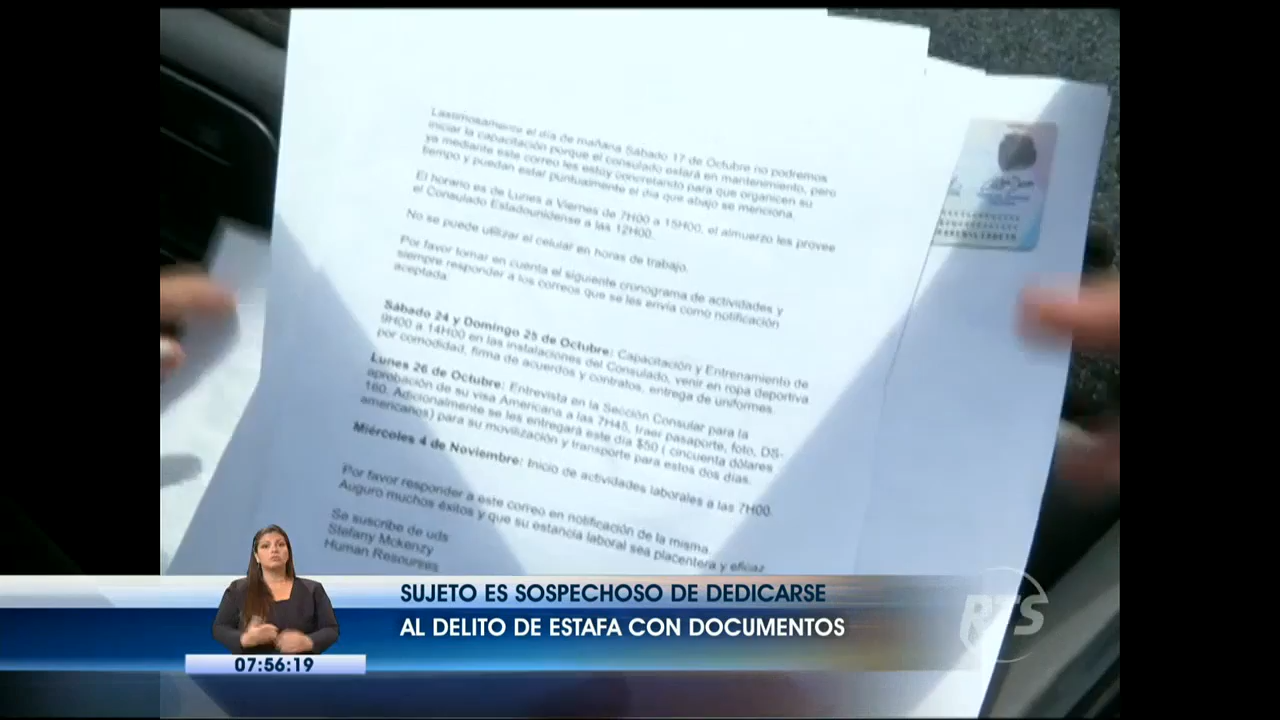 Lastimosamente el día de mañana Sábado 17 de Octubre no podremos
iniciar la capacitación porque el consulado estará en mantenimiento, pero
ya mediante este correo les estoy concretando para que organicen su
tiempo y puedan estar puntualmente el día que abajo se menciona.
El horario es de Lunes a Viernes de 7H00 a 15H00, el almuerzo les provee
el Consulado Estadounidense a las 12H00.
No se puede utilizar el celular en horas de trabajo.
Por favor tomar en cuenta el siguiente cronograma de actividades y
siempre responder a los correos que se les envía como notificación
aceptada.
Sábado 24 y Domingo 25 de Octubre: Capacitación y Entrenamiento de
9H00 a 14H00 en las instalaciones del Consulado, venir en ropa deportiva
por comodidad, firma de acuerdos y contratos, entrega de uniformes.
Lunes 26 de Octubre: Entrevista en la Sección Consular para la
aprobación de su visa Americana a las 7H45, traer pasaporte, foto, DS-
160. Adicionalmente se les entregará este día $50 ( cincuenta dólares
americanos) para su movilización y transporte para estos dos días.
Miércoles 4 de Noviembre: Inicio de actividades laborales a las 7H00.
Por favor responder a este correo en notificación de la misma.
Auguro muchos éxitos y que su estancia laboral sea placentera y eficaz
Se suscribe de uds
Stefany Mckenzy
Human Resources
SUJETO ES SOSPECHOSO DE DEDICARSE
AL DELITO DE ESTAFA CON DOCUMENTOS
07:56:19
RTS